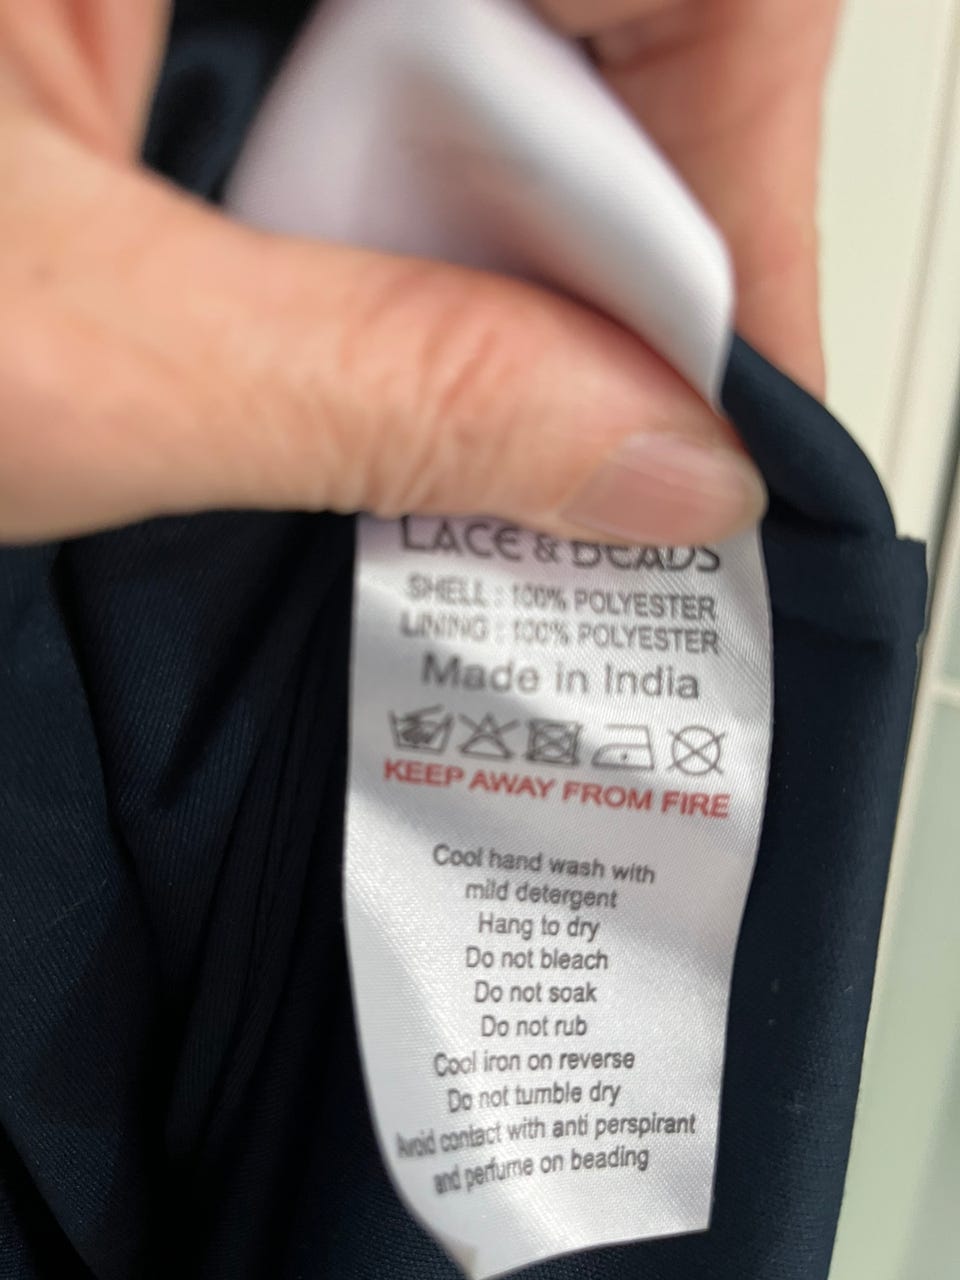 LACE & BEADS
SHELL : 100% POLYESTER
LINING : 100% POLYESTER
Made in India
KEEP AWAY FROM FIRE
Cool hand wash with
mild detergent
Hang to dry
Do not bleach
Do not soak
Do not rub
Cool iron on reverse
Do not tumble dry
Avoid contact with anti perspirant
and perfume on beading